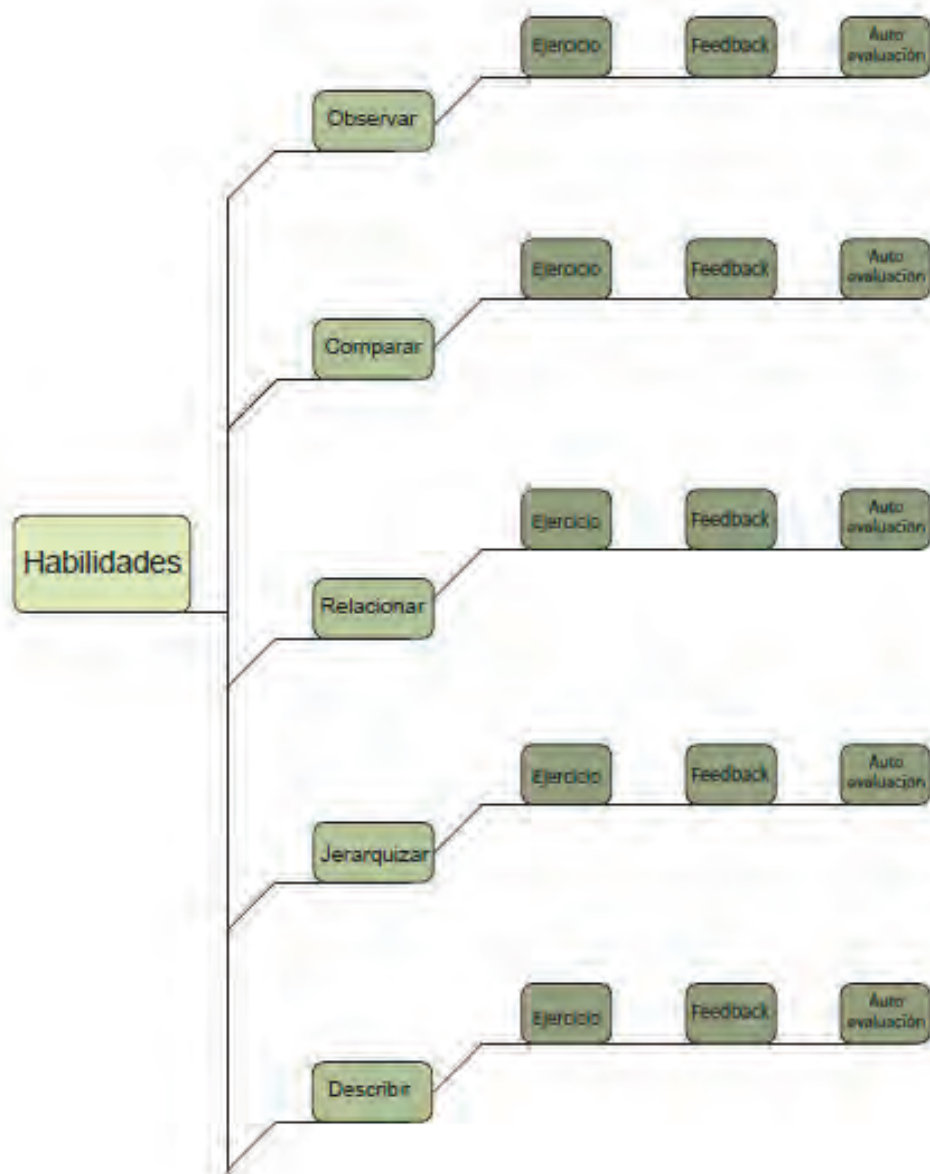 Ejercicio
Feedback
Auto
evaluación
Observar
Ejercicio
Feedback
Auto
evaluación
Comparar
Ejercicio
Feedback
Auto
evaluación
Habilidades
Relacionar
Ejercicio
Feedback
Auto
evaluación
Jerarquizar
Ejercicio
Feedback
Auto
evaluación
Describir